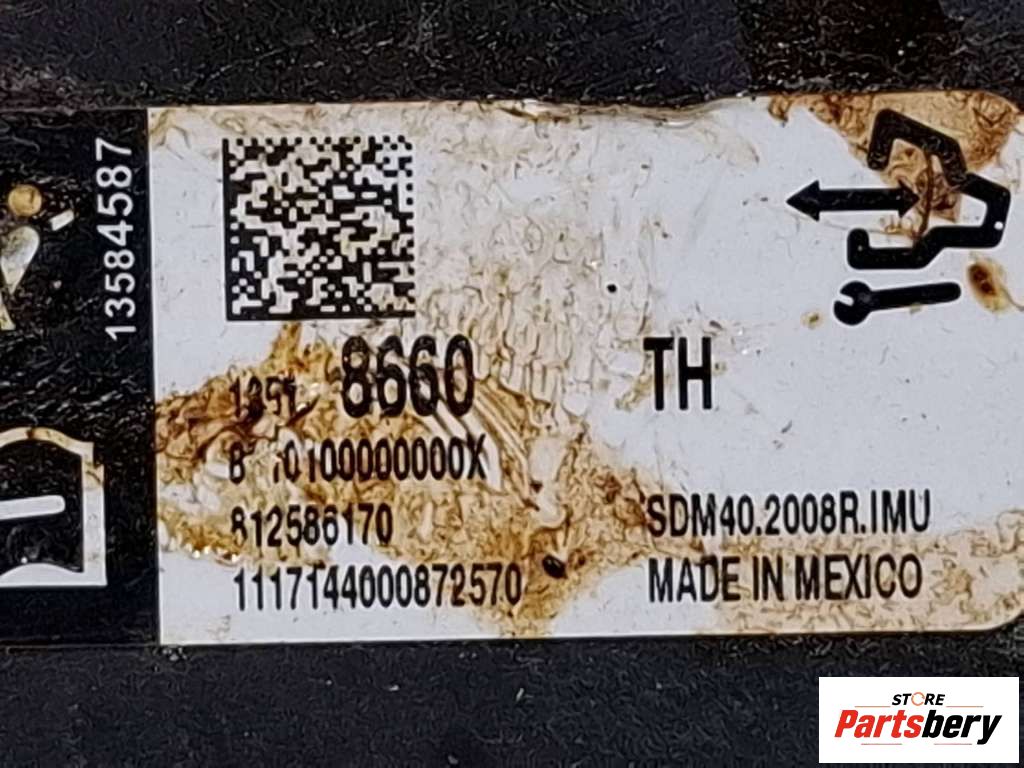 13584587
8660
TH
812586170
SDM40.2008R.IMU
1117144000872570
MADE IN MEXICO
STORE
Partsbery